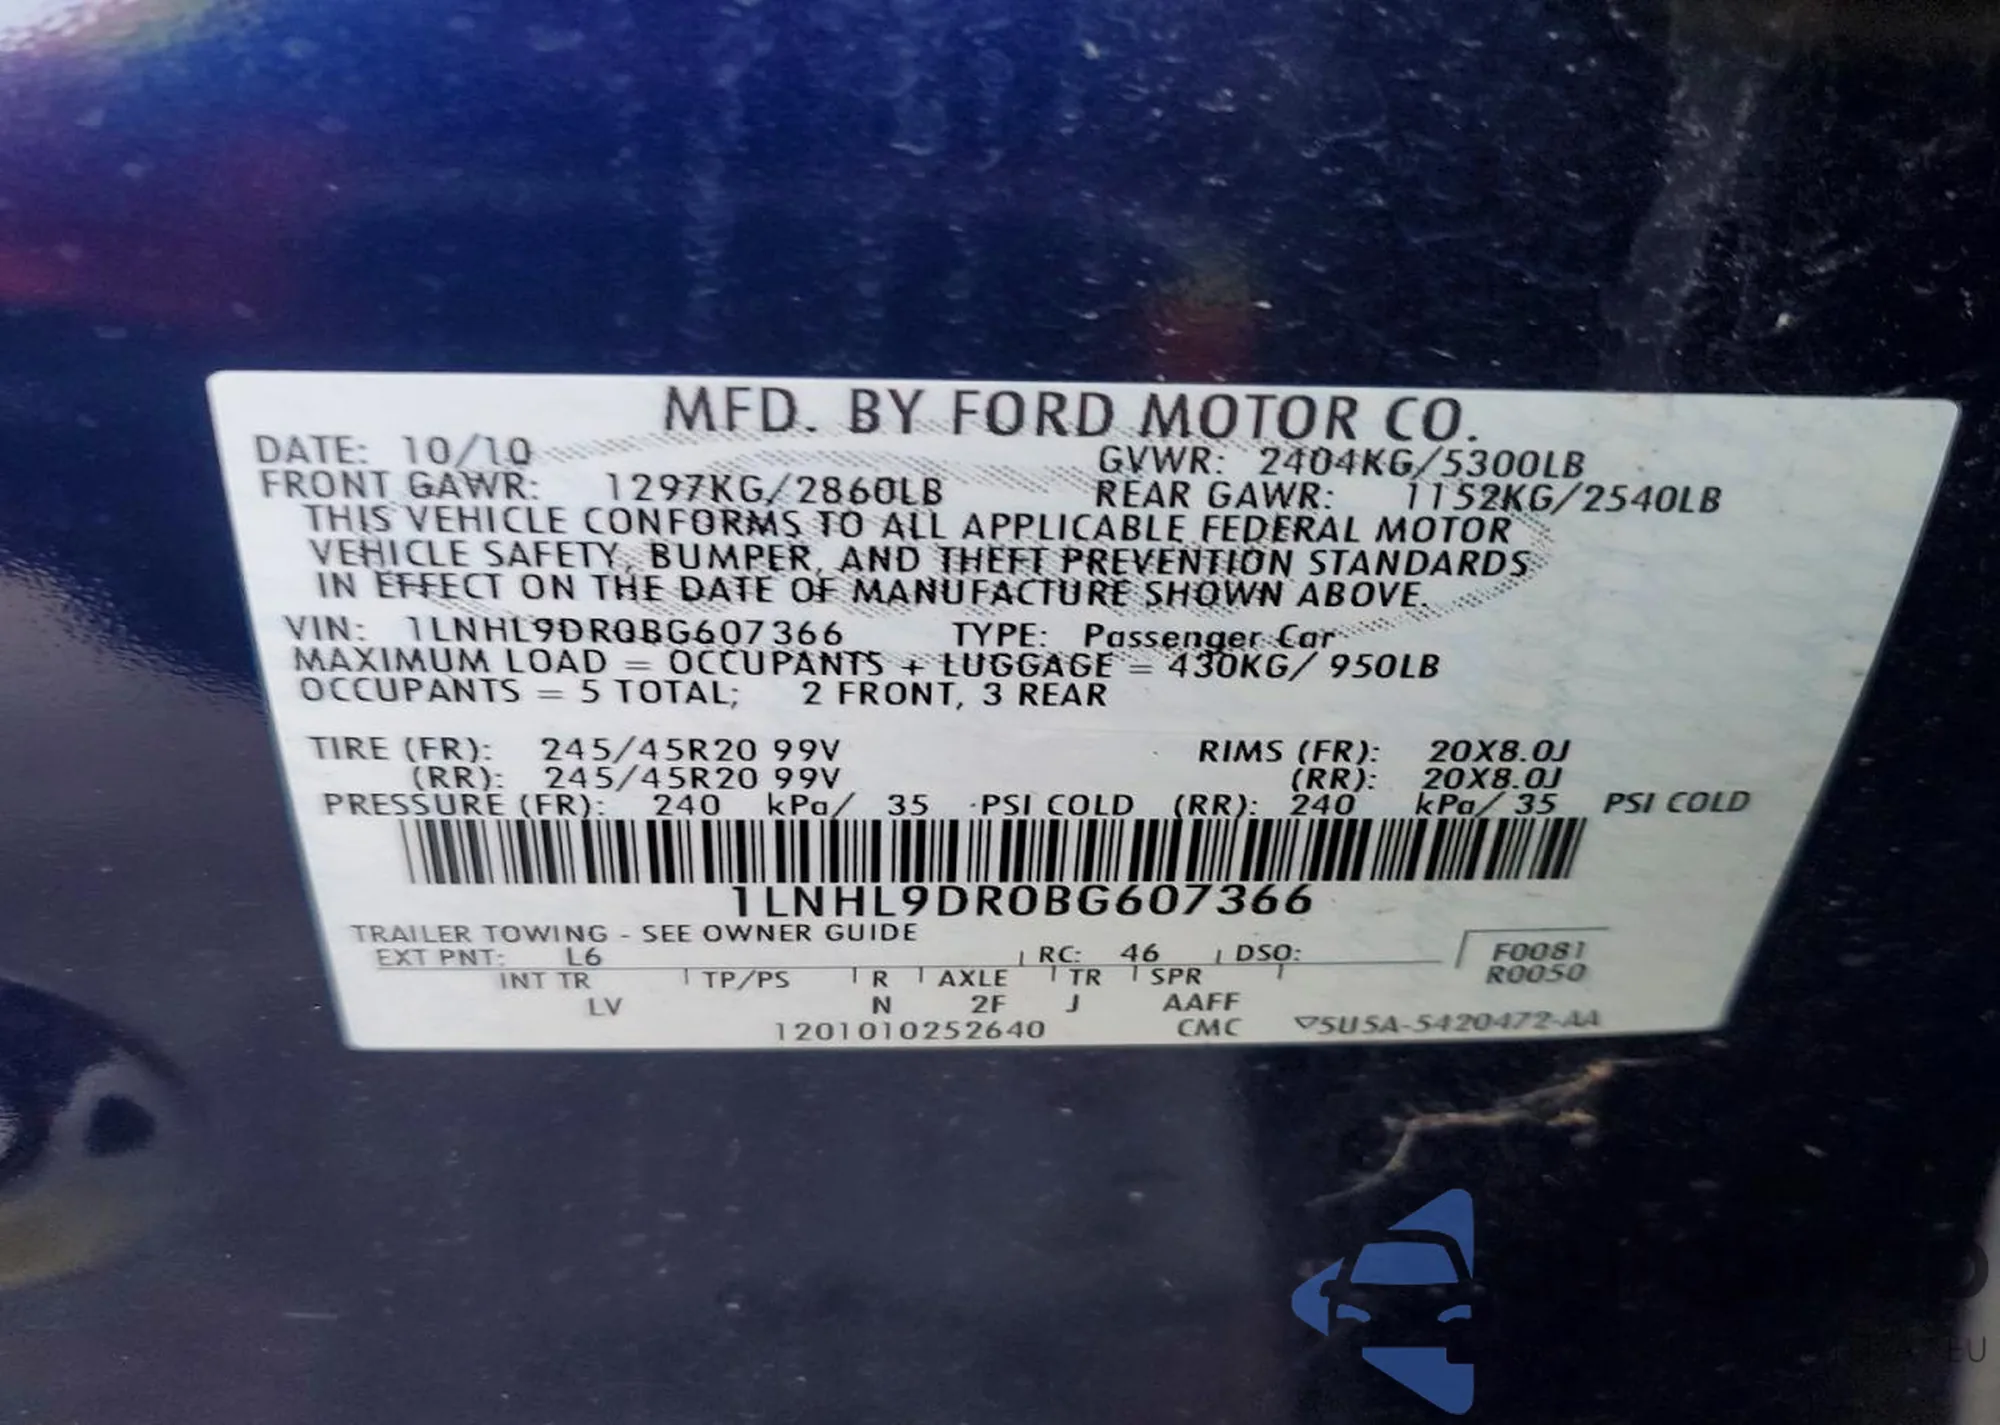 MFD. BY FORD MOTOR CO.
DATE: 10/10 GVWR: 2404KG/5300LB
FRONT GAWR: 1297KG/2860LB REAR GAWR: 1152KG/2540LB
THIS VEHICLE CONFORMS TO ALL APPLICABLE FEDERAL MOTOR
VEHICLE SAFETY, BUMPER, AND THEFT PREVENTION STANDARDS
IN EFFECT ON THE DATE OF MANUFACTURE SHOWN ABOVE.
VIN: 1LNHL9DR0BG607366 TYPE: Passenger Car
MAXIMUM LOAD = OCCUPANTS + LUGGAGE = 430KG/ 950LB
OCCUPANTS = 5 TOTAL; 2 FRONT, 3 REAR
TIRE (FR): 245/45R20 99V RIMS (FR): 20X8.0J
(RR): 245/45R20 99V (RR): 20X8.0J
PRESSURE (FR): 240 kPa/ 35 PSI COLD (RR): 240 kPa/ 35 PSI COLD
1LNHL9DR0BG607366
TRAILER TOWING - SEE OWNER GUIDE
EXT PNT: L6 RC: 46 DSO: F0081
INT TR TP/PS R AXLE TR SPR R0050
LV N 2F J AAFF
1201010252640 CMC ▽5U5A-5420472-AA
EU